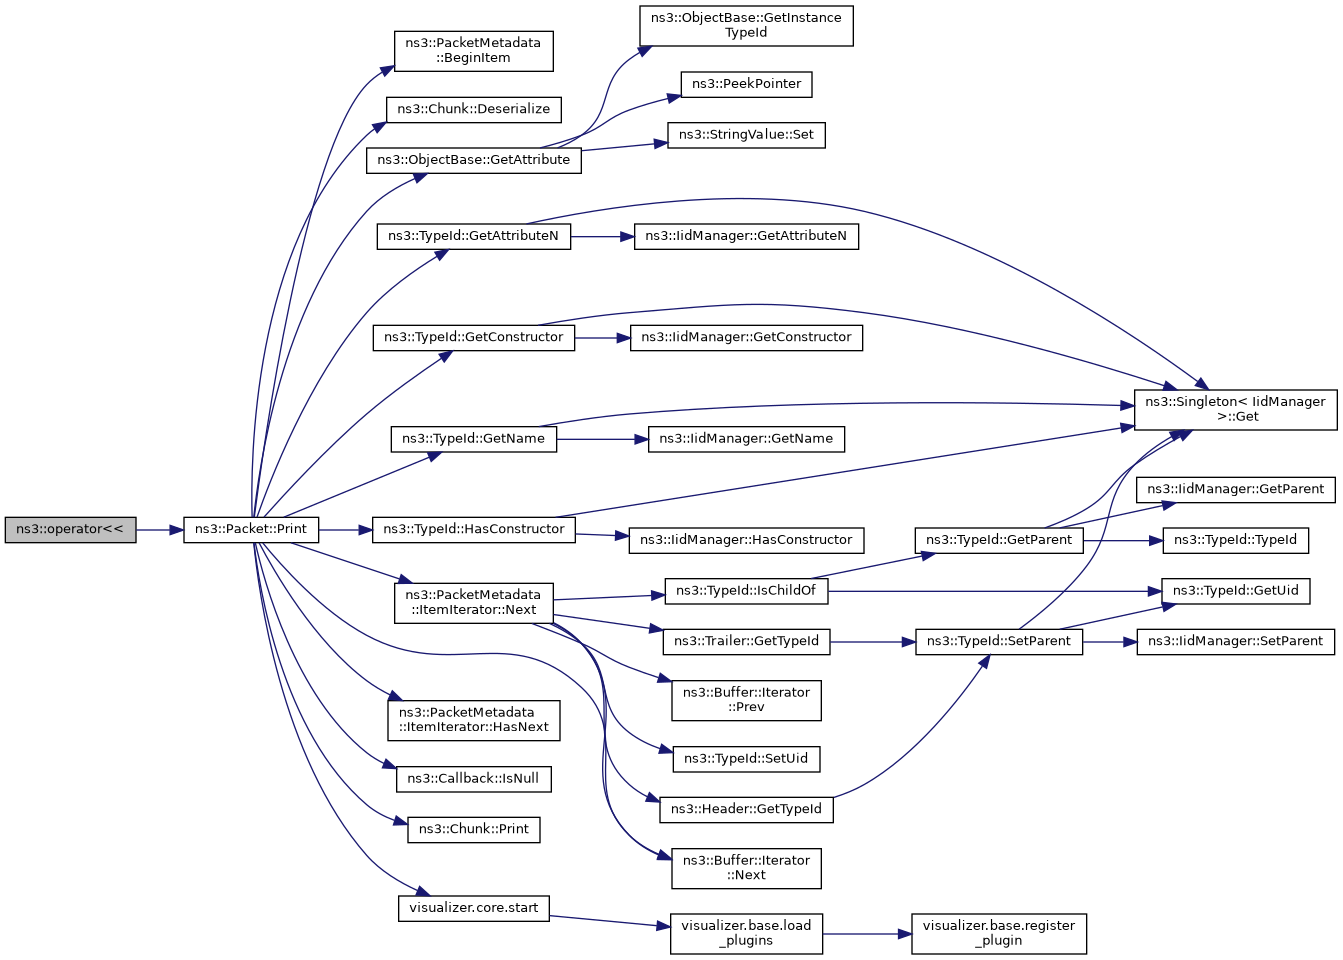 ns3::operator<<
ns3::Packet::Print
ns3::PacketMetadata
::BeginItem
ns3::Chunk::Deserialize
ns3::ObjectBase::GetAttribute
ns3::TypeId::GetAttributeN
ns3::TypeId::GetConstructor
ns3::TypeId::GetName
ns3::TypeId::HasConstructor
ns3::PacketMetadata
::ItemIterator::Next
ns3::PacketMetadata
::ItemIterator::HasNext
ns3::Callback::IsNull
ns3::Chunk::Print
visualizer.core.start
ns3::ObjectBase::GetInstance
TypeId
ns3::PeekPointer
ns3::StringValue::Set
ns3::IidManager::GetAttributeN
ns3::IidManager::GetConstructor
ns3::IidManager::GetName
ns3::IidManager::HasConstructor
ns3::TypeId::IsChildOf
ns3::Trailer::GetTypeId
ns3::Buffer::Iterator
::Prev
ns3::TypeId::SetUid
ns3::Header::GetTypeId
ns3::Buffer::Iterator
::Next
visualizer.base.load
_plugins
ns3::TypeId::GetParent
ns3::TypeId::SetParent
visualizer.base.register
_plugin
ns3::Singleton< IidManager
>::Get
ns3::IidManager::GetParent
ns3::TypeId::TypeId
ns3::TypeId::GetUid
ns3::IidManager::SetParent